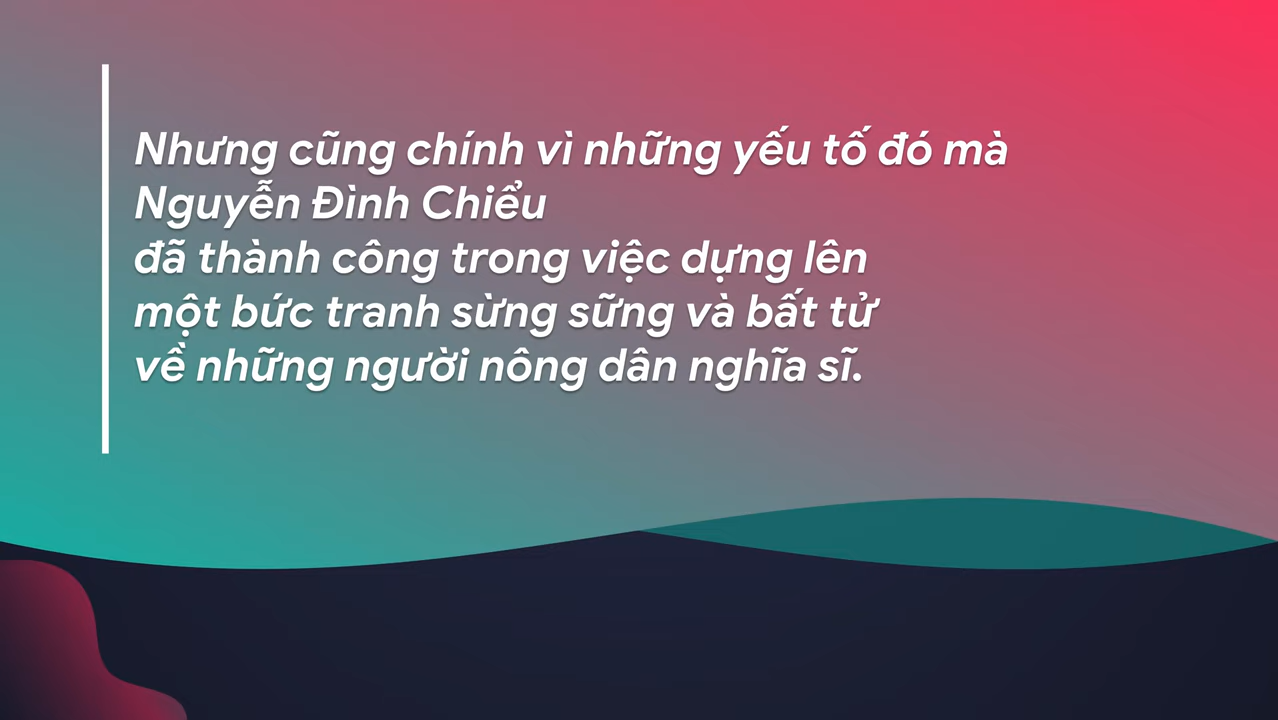 Nhưng cũng chính vì những yếu tố đó mà
Nguyễn Đình Chiểu
đã thành công trong việc dựng lên
một bức tranh sừng sững và bất tử
về những người nông dân nghĩa sĩ.